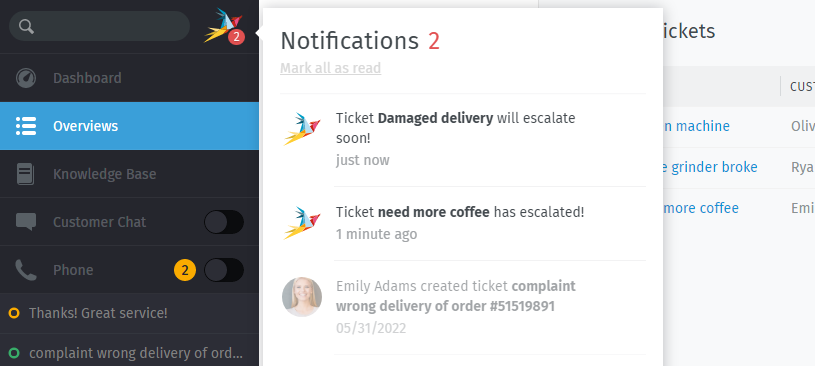 2
Dashboard
Overviews
Knowledge Base
Customer Chat
Phone
2
Thanks! Great service!
complaint wrong delivery of ord...
Notifications 2
Mark all as read
Ticket Damaged delivery will escalate
soon!
just now
Ticket need more coffee has escalated!
1 minute ago
Emily Adams created ticket complaint
wrong delivery of order #51519891
05/31/2022
ickets
CUST
n machine
Oliv
e grinder broke
Rya
more coffee
Emi